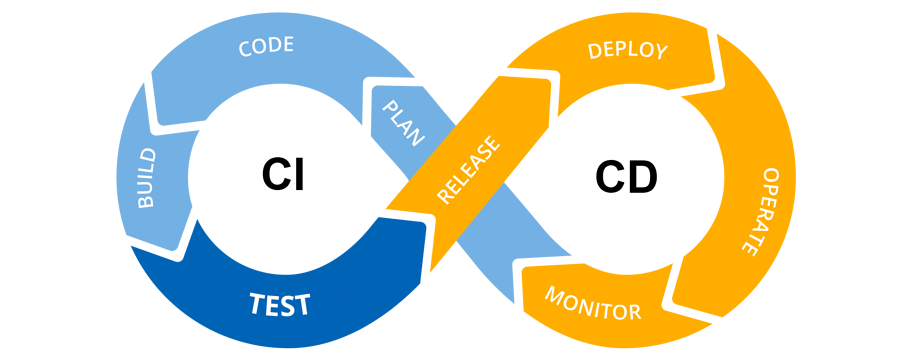 CODE
PLAN
BUILD
CI
TEST
RELEASE
DEPLOY
CD
OPERATE
MONITOR